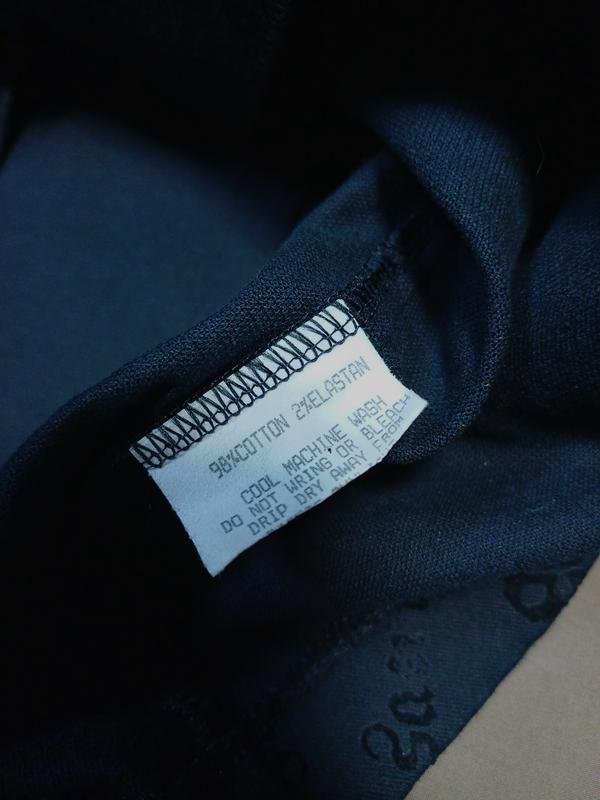 98%COTTON 2%ELASTAN
COOL MACHINE WASH
DO NOT WRING OR BLEACH
DRIP DRY AWAY FROM